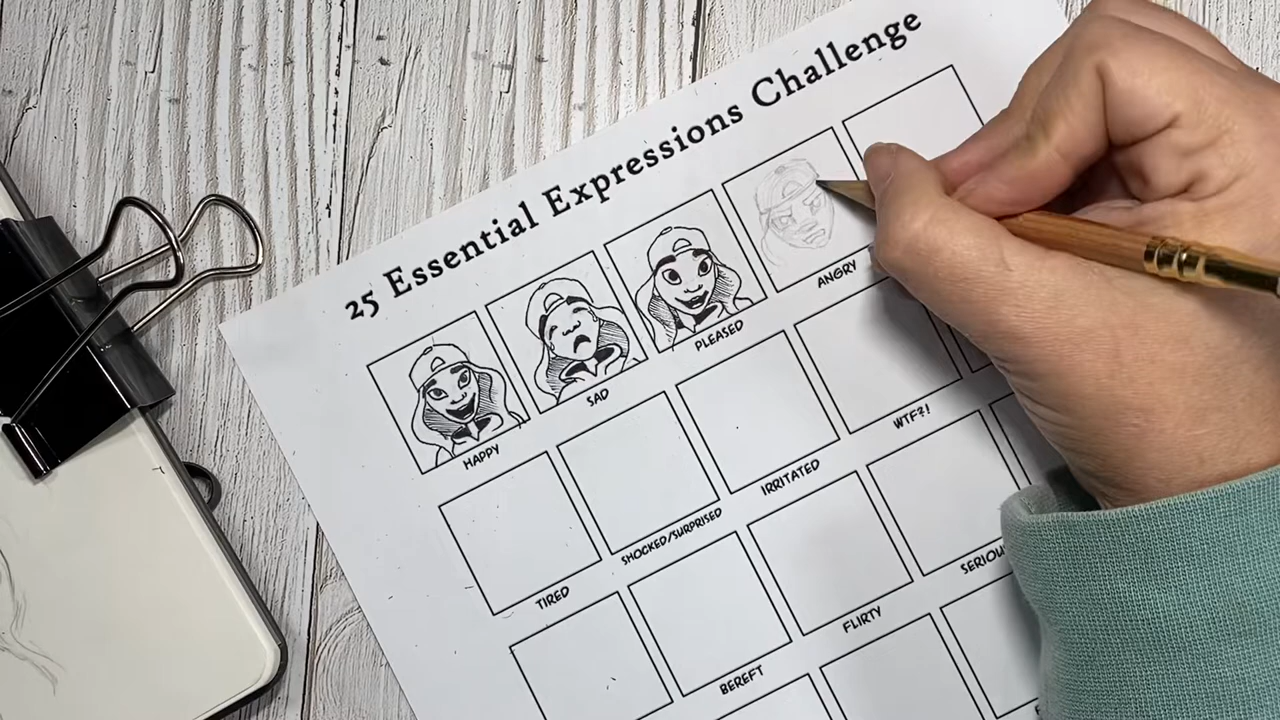 25 Essential Expressions Challenge
HAPPY
SAD
PLEASED
ANGRY
TIRED
SHOCKED/SURPRISED
IRRITATED
WTF?!
BEREFT
FLIRTY